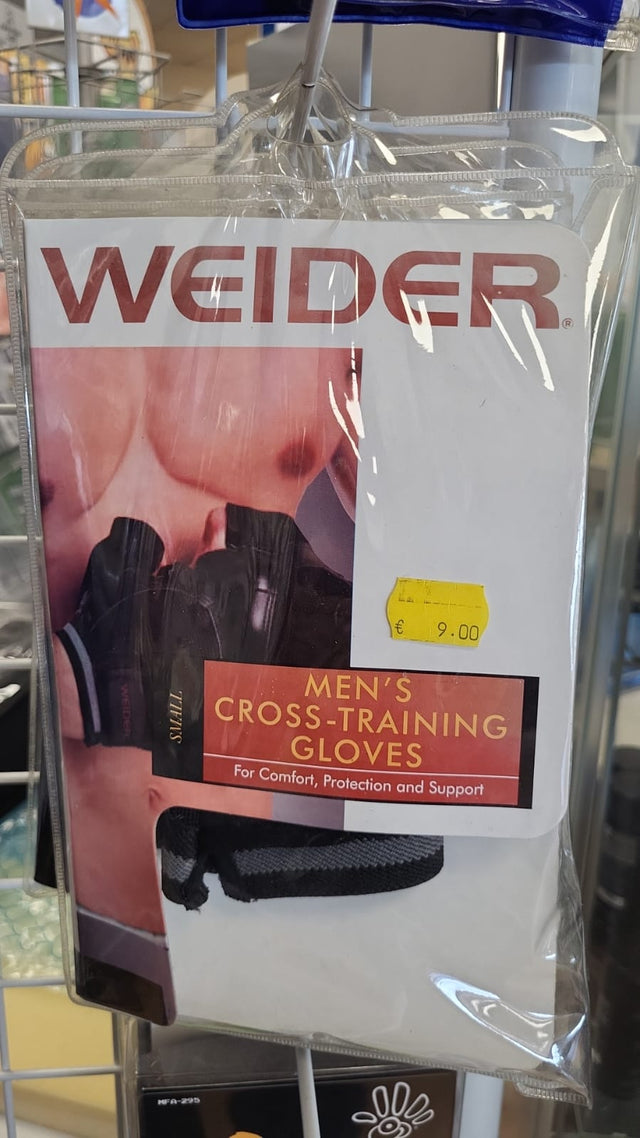 WEIDER®
€ 9.00
WEIDER
SMALL
MEN'S
CROSS-TRAINING
GLOVES
For Comfort, Protection and Support
MFA-295